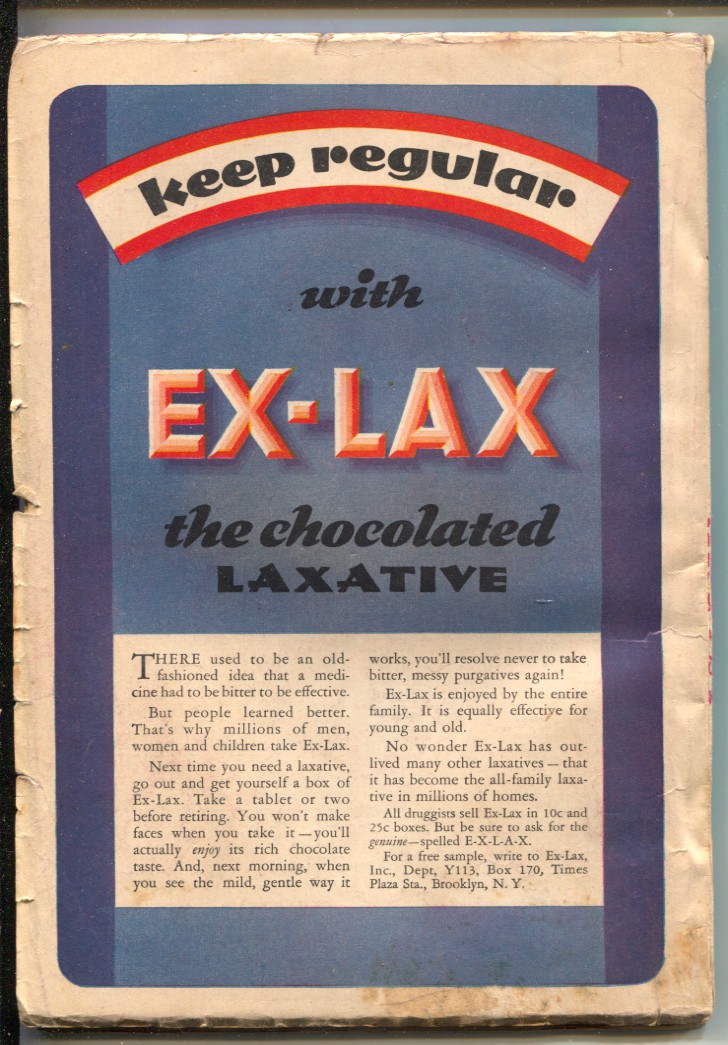 keep regular
with
EX-LAX
the chocolated
LAXATIVE
THERE used to be an old-
fashioned idea that a medi-
cine had to be bitter to be effective.
But people learned better.
That's why millions of men,
women and children take Ex-Lax.
Next time you need a laxative,
go out and get yourself a box of
Ex-Lax. Take a tablet or two
before retiring. You won't make
faces when you take it—you'll
actually enjoy its rich chocolate
taste. And, next morning, when
you see the mild, gentle way it
works, you'll resolve never to take
bitter, messy purgatives again!
Ex-Lax is enjoyed by the entire
family. It is equally effective for
young and old.
No wonder Ex-Lax has out-
lived many other laxatives—that
it has become the all-family laxa-
tive in millions of homes.
All druggists sell Ex-Lax in 10c and
25c boxes. But be sure to ask for the
genuine—spelled E-X-L-A-X.
For a free sample, write to Ex-Lax,
Inc., Dept, Y113, Box 170, Times
Plaza Sta., Brooklyn, N. Y.